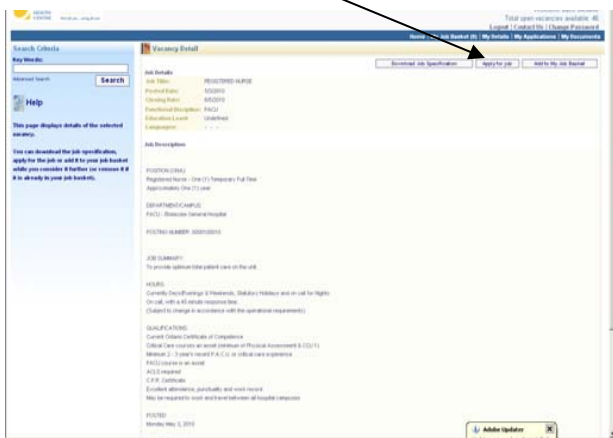 HEALTH
CENTRE
Total open vacancies available: 46
Logout | Contact Us | Change Password
Home | My Job Basket (0) | My Details | My Applications | My Documents
Search Criteria
Key Words:
Advanced Search
Search
Help
This page displays details of the selected
vacancy.
You can download the job specification,
apply for the job or add it to your job basket
while you consider it further (or remove it if
it is already in your job basket).
Vacancy Detail
Download Job Specification
Apply for job
Add to My Job Basket
Job Details
Job Title: REGISTERED NURSE
Posted Date: 5/3/2010
Closing Date:
Functional Discipline: PACU
Education Level: Undefined
Languages: - - -
Job Description
POSITION (ONA):
Registered Nurse - One (1) Temporary Full Time
Approximately One (1) year
DEPARTMENT/CAMPUS:
PACU - Etobicoke General Hospital
POSTING NUMBER:
JOB SUMMARY:
To provide optimum total patient care on the unit.
HOURS:
Currently Days/Evenings & Weekends, Statutory Holidays and on call for Nights
On call, with a 45 minute response time
(Subject to change in accordance with the operational requirements)
QUALIFICATIONS:
Current Ontario Certificate of Competence
Critical Care courses an asset (minimum of Physical Assessment & CCU 1)
Minimum 2 - 3 year's recent P.A.C.U. or critical care experience
PACU course is an asset
ACLS required
C.P.R. Certificate
Excellent attendance, punctuality and work record
May be required to work and travel between all hospital campuses
POSTED:
Monday May 3, 2010
Adobe Updater